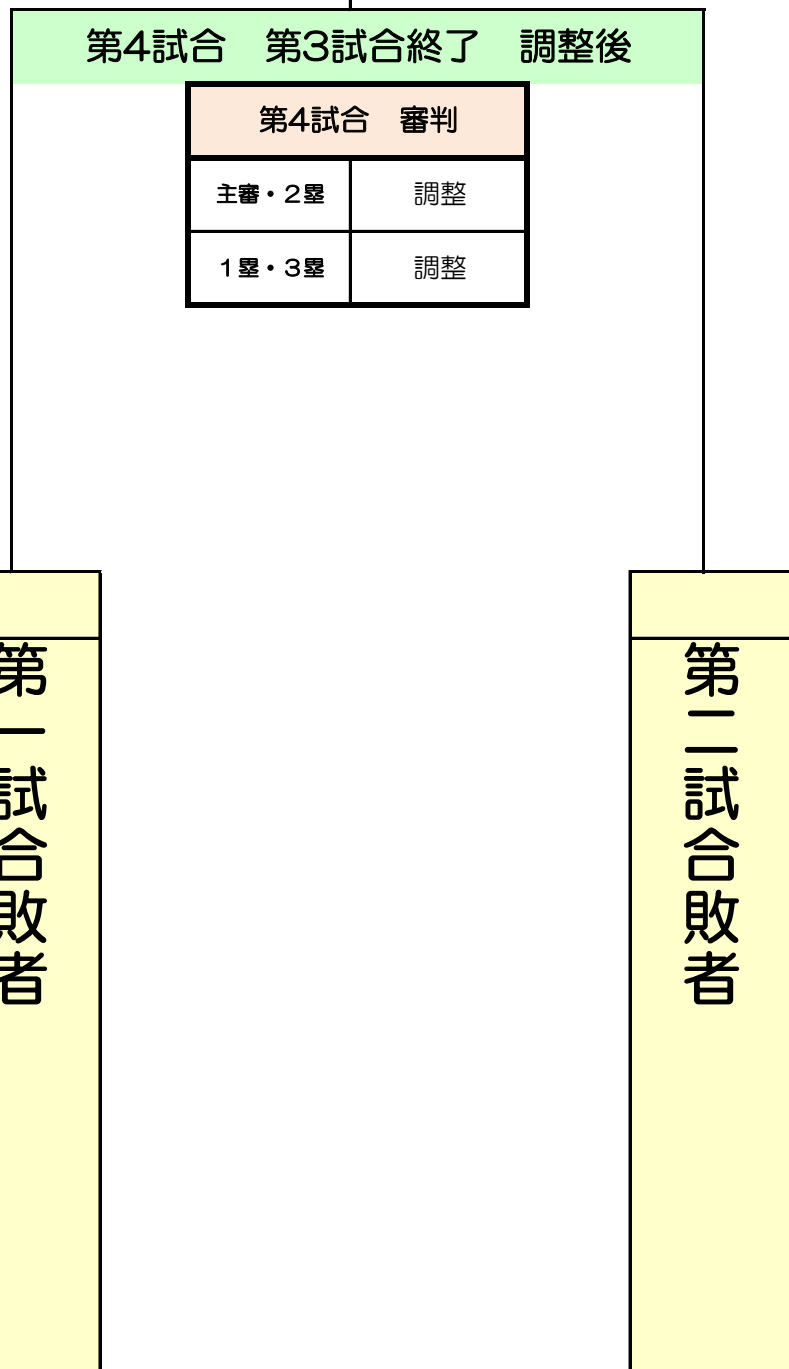 第4試合　第3試合終了　調整後
第4試合　審判
主審・２塁 調整
１塁・３塁 調整
第一試合敗者
第二試合敗者